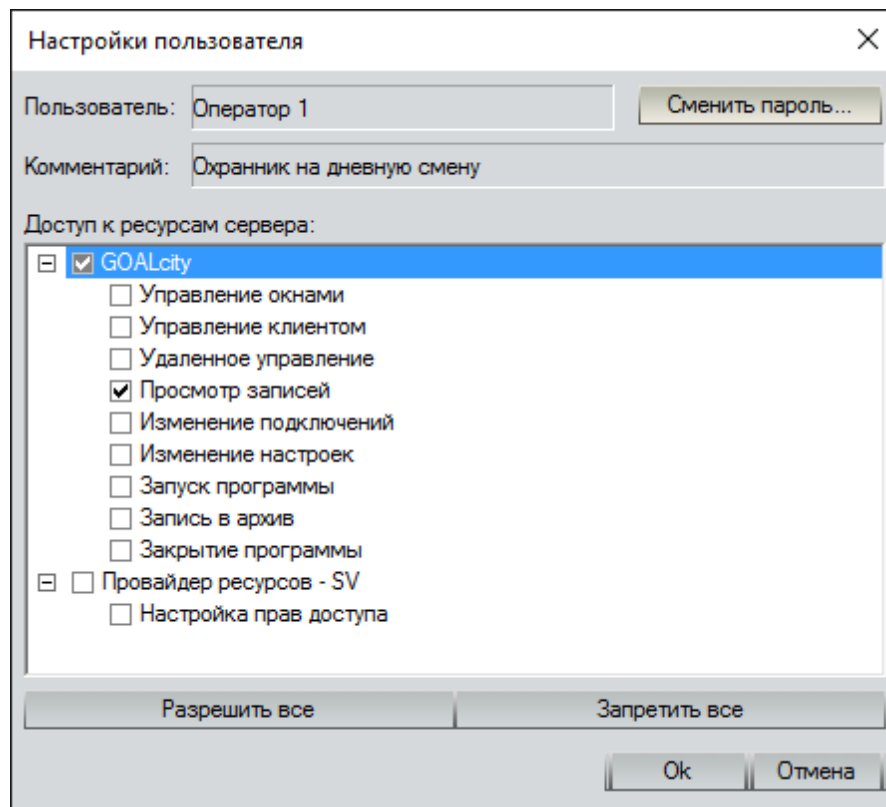 Настройки пользователя
Пользователь: Оператор 1 Сменить пароль...
Комментарий: Охранник на дневную смену
Доступ к ресурсам сервера:
GOALcity
Управление окнами
Управление клиентом
Удаленное управление
Просмотр записей
Изменение подключений
Изменение настроек
Запуск программы
Запись в архив
Закрытие программы
Провайдер ресурсов - SV
Настройка прав доступа
Разрешить все Запретить все
Ok Отмена